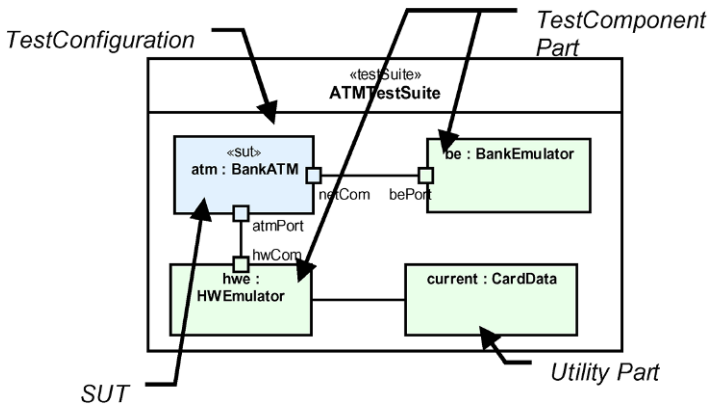 TestComponent
Part
TestConfiguration
«testSuite»
ATMTestSuite
«sut»
atm : BankATM
be : BankEmulator
netCom
bePort
atmPort
hwCom
hwe :
HWEmulator
current : CardData
Utility Part
SUT